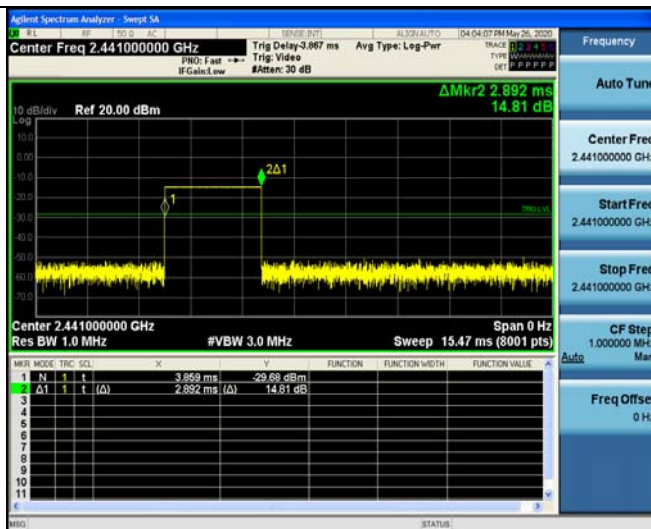 Agilent Spectrum Analyzer - Swept SA
RL RF 50 Ω AC SENSE:INT ALIGN AUTO 04:04:07 PM May 26, 2020
Center Freq 2.441000000 GHz
PNO: Fast
IFGain:Low
Trig Delay-3.867 ms
Trig: Video
#Atten: 30 dB
Avg Type: Log-Pwr
TRACE 1 2 3 4 5 6
TYPE
DET P P P P P P
ΔMkr2 2.892 ms
14.81 dB
10 dB/div Ref 20.00 dBm
Log
10.0
0.00
-10.0
-20.0
-30.0
-40.0
-50.0
-60.0
-70.0
1
2Δ1
TRIG LVL
Center 2.441000000 GHz Span 0 Hz
Res BW 1.0 MHz #VBW 3.0 MHz Sweep 15.47 ms (8001 pts)
MKR MODE TRC SCL X Y FUNCTION FUNCTION WIDTH FUNCTION VALUE
1 N 1 t 3.859 ms -29.68 dBm
2 Δ1 1 t (Δ) 2.892 ms (Δ) 14.81 dB
3
4
5
6
7
8
9
10
11
MSG STATUS
Frequency
Auto Tune
Center Freq
2.441000000 GHz
Start Freq
2.441000000 GHz
Stop Freq
2.441000000 GHz
CF Step
1.000000 MHz
Auto Man
Freq Offset
0 Hz